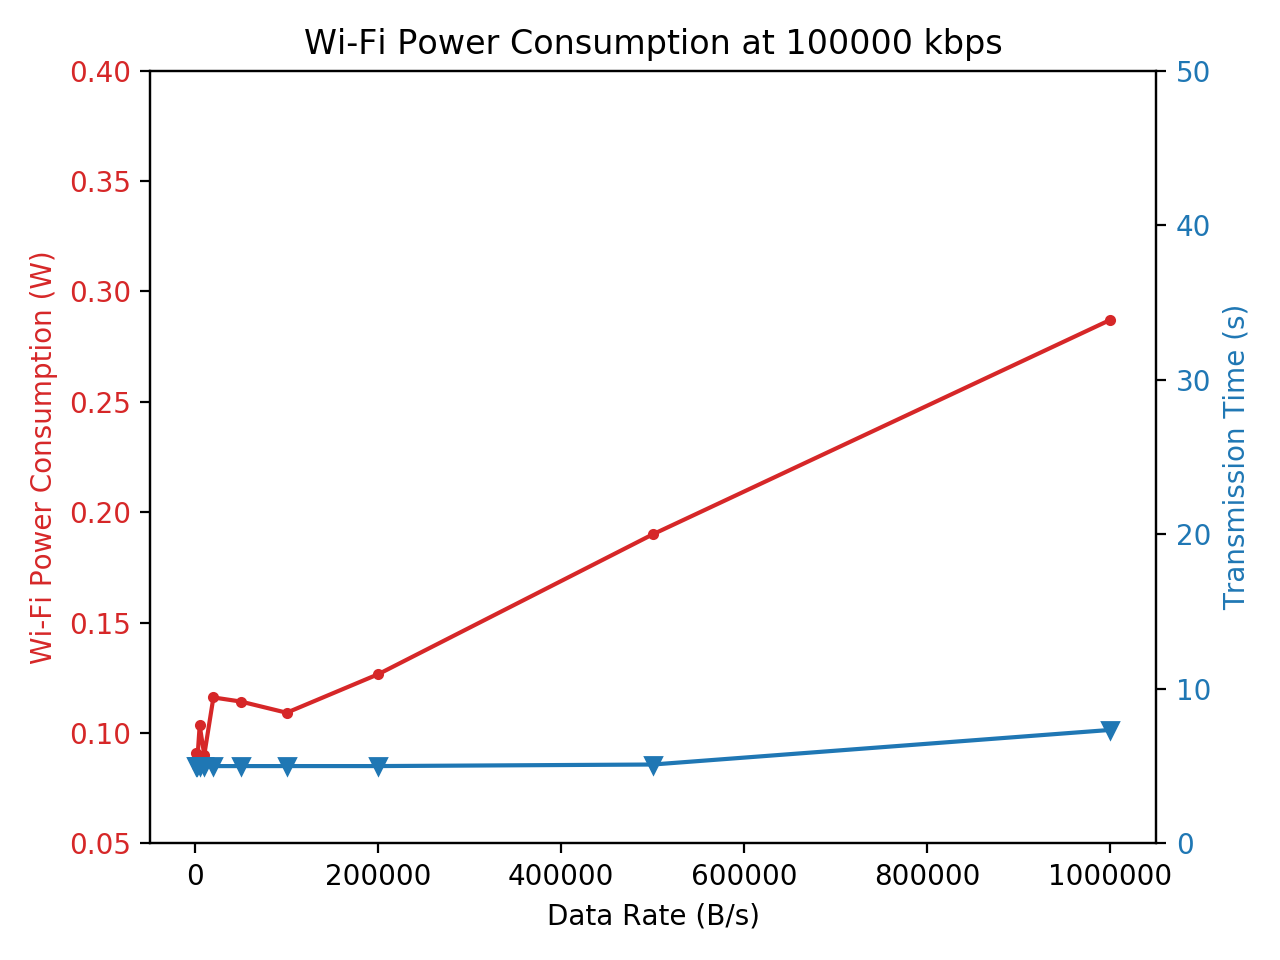 Wi-Fi Power Consumption at 100000 kbps
0.40
0.35
0.30
0.25
0.20
0.15
0.10
0.05
Wi-Fi Power Consumption (W)
50
40
30
20
10
0
Transmission Time (s)
0 200000 400000 600000 800000 1000000
Data Rate (B/s)